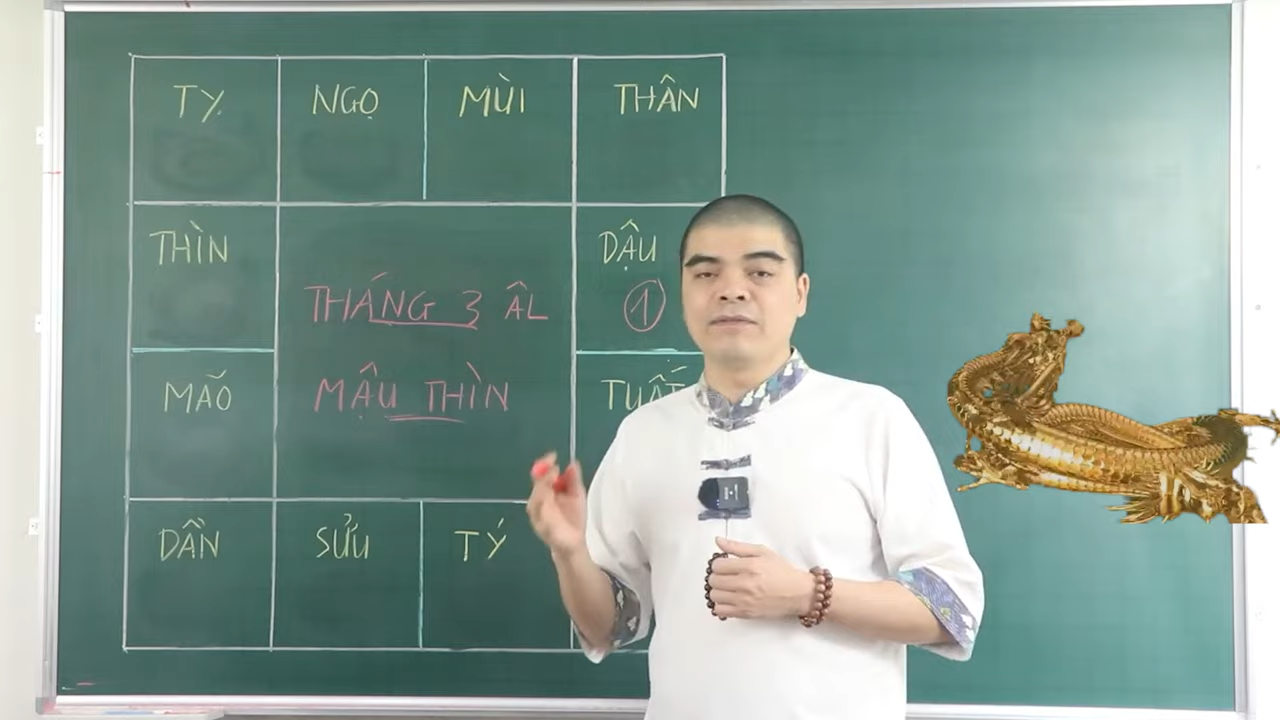 TỴ NGỌ MÙI THÂN
THÌN DẬU
THÁNG 3 ÂL 1
MÃO MẬU THÌN TUẤT
DẦN SỬU TÝ